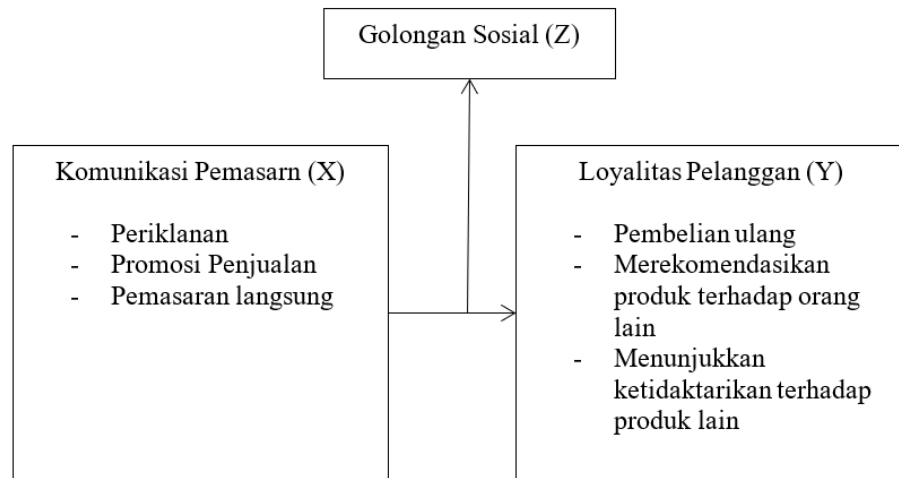 Golongan Sosial (Z)
Komunikasi Pemasarn (X)
- Periklanan
- Promosi Penjualan
- Pemasaran langsung
Loyalitas Pelanggan (Y)
- Pembelian ulang
- Merekomendasikan
produk terhadap orang
lain
- Menunjukkan
ketidaktarikan terhadap
produk lain